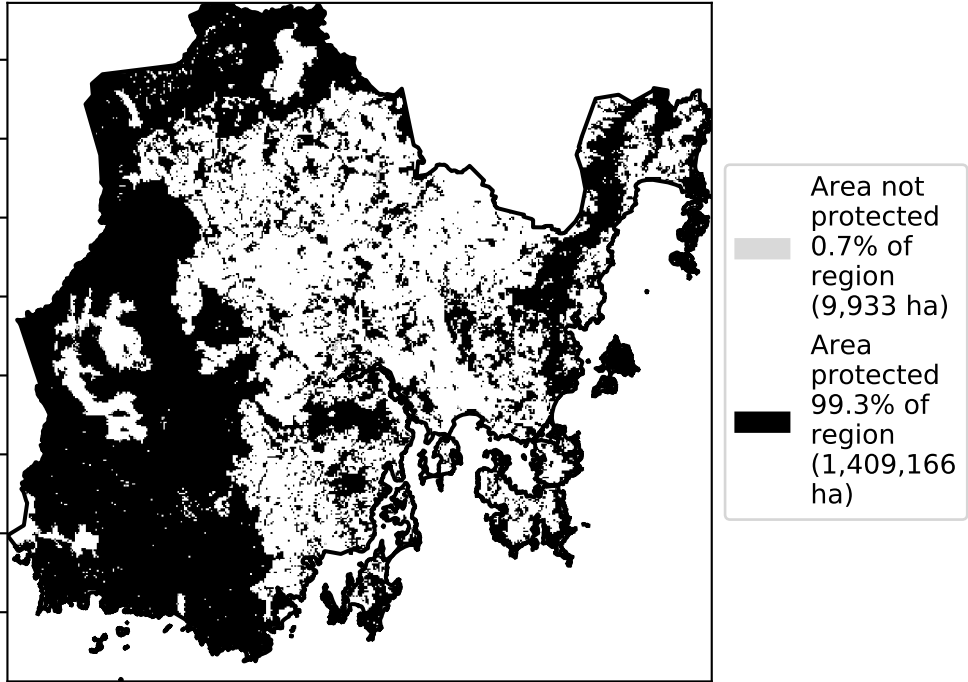 Area not
protected
0.7% of
region
(9,933 ha)
Area
protected
99.3% of
region
(1,409,166
ha)